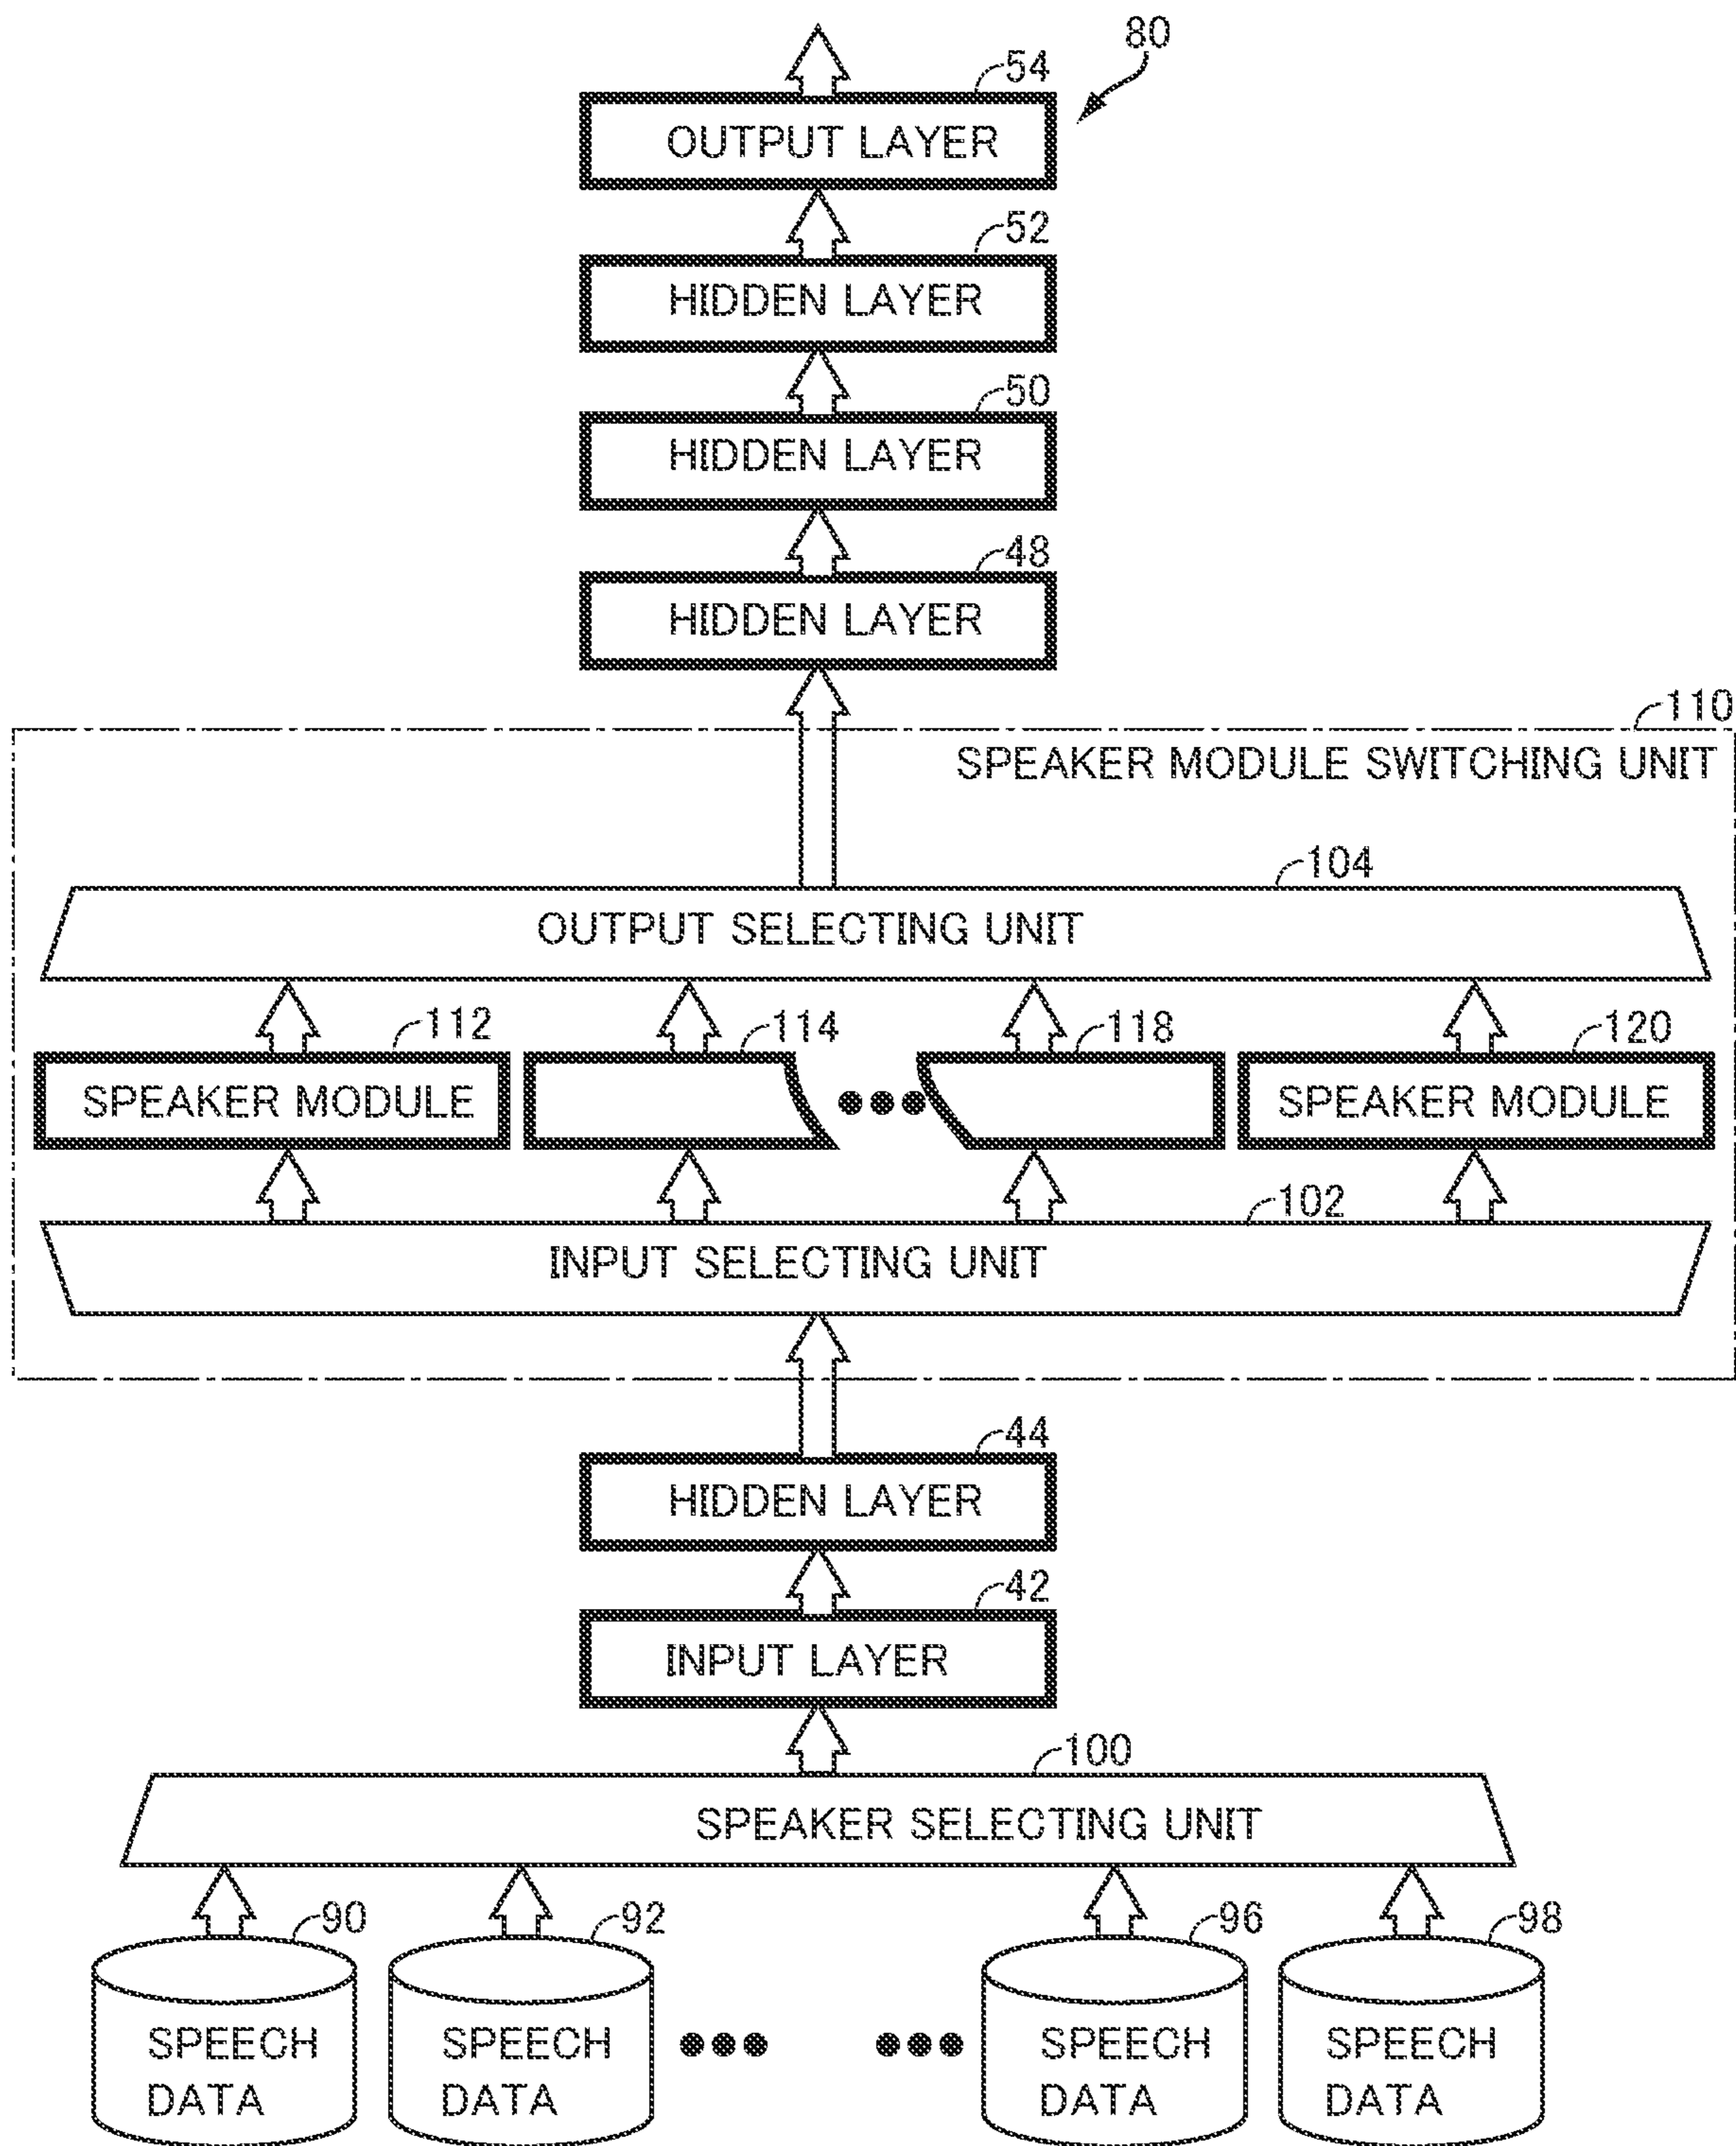 80
54
OUTPUT LAYER
52
HIDDEN LAYER
50
HIDDEN LAYER
48
HIDDEN LAYER
110
SPEAKER MODULE SWITCHING UNIT
104
OUTPUT SELECTING UNIT
112 114 118 120
SPEAKER MODULE SPEAKER MODULE
102
INPUT SELECTING UNIT
44
HIDDEN LAYER
42
INPUT LAYER
100
SPEAKER SELECTING UNIT
90 92 96 98
SPEECH SPEECH SPEECH SPEECH
DATA DATA DATA DATA